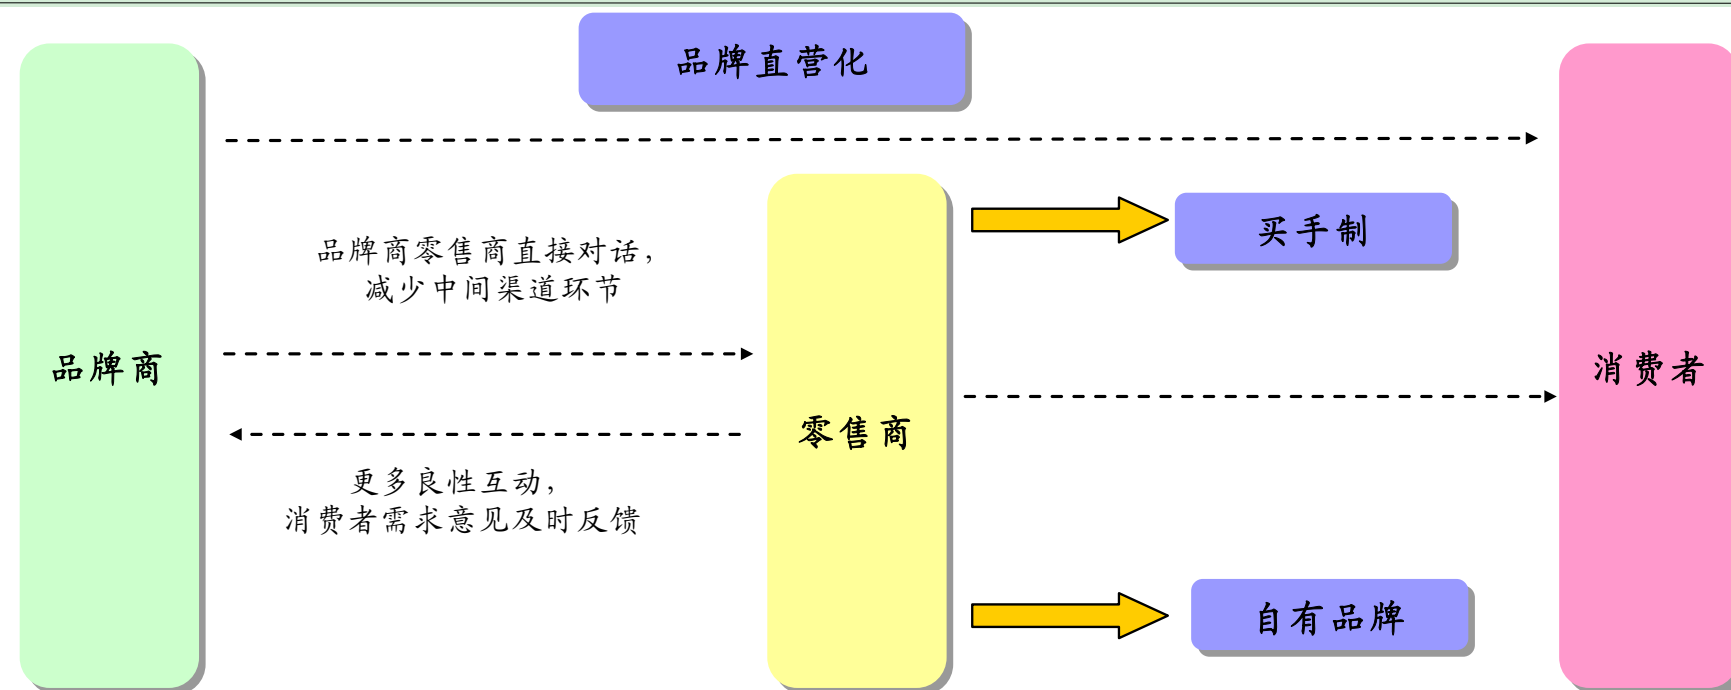 品牌直营化
买手制
品牌商零售商直接对话，
减少中间渠道环节
品牌商
消费者
零售商
更多良性互动，
消费者需求意见及时反馈
自有品牌